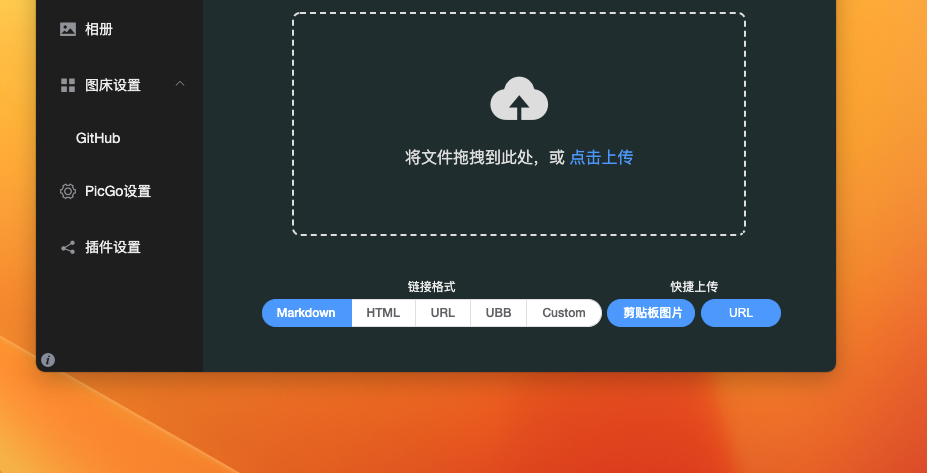 相册
图床设置
GitHub
PicGo设置
插件设置
将文件拖拽到此处，或 点击上传
链接格式
Markdown HTML URL UBB Custom
快捷上传
剪贴板图片 URL